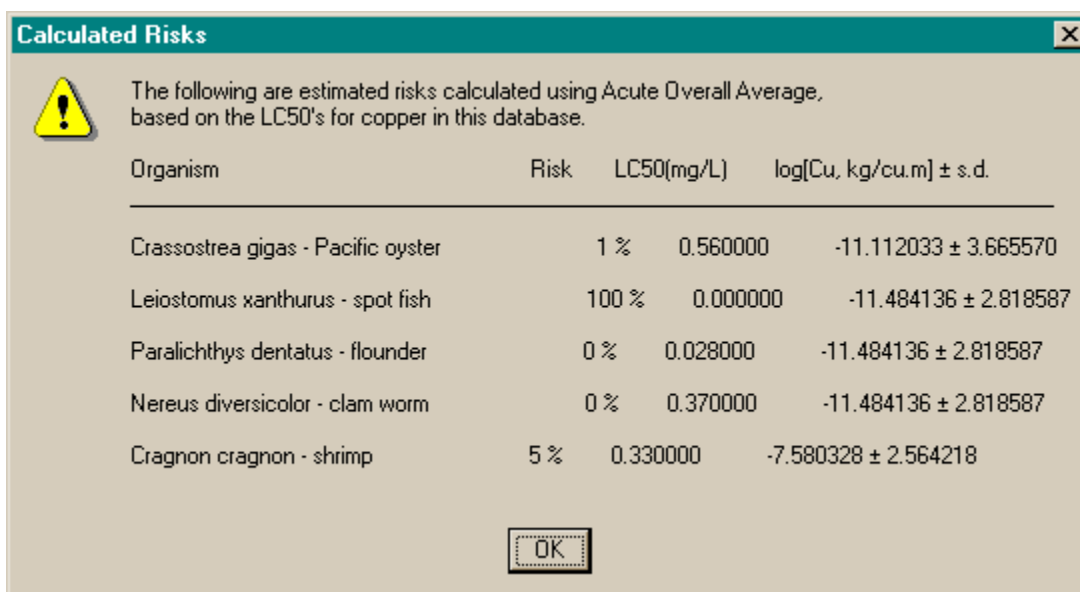 Calculated Risks
The following are estimated risks calculated using Acute Overall Average,
based on the LC50's for copper in this database.
Organism Risk LC50(mg/L) log[Cu, kg/cu.m] ± s.d.
Crassostrea gigas - Pacific oyster 1 % 0.560000 -11.112033 ± 3.665570
Leiostomus xanthurus - spot fish 100 % 0.000000 -11.484136 ± 2.818587
Paralichthys dentatus - flounder 0 % 0.028000 -11.484136 ± 2.818587
Nereus diversicolor - clam worm 0 % 0.370000 -11.484136 ± 2.818587
Cragnon cragnon - shrimp 5 % 0.330000 -7.580328 ± 2.564218
OK